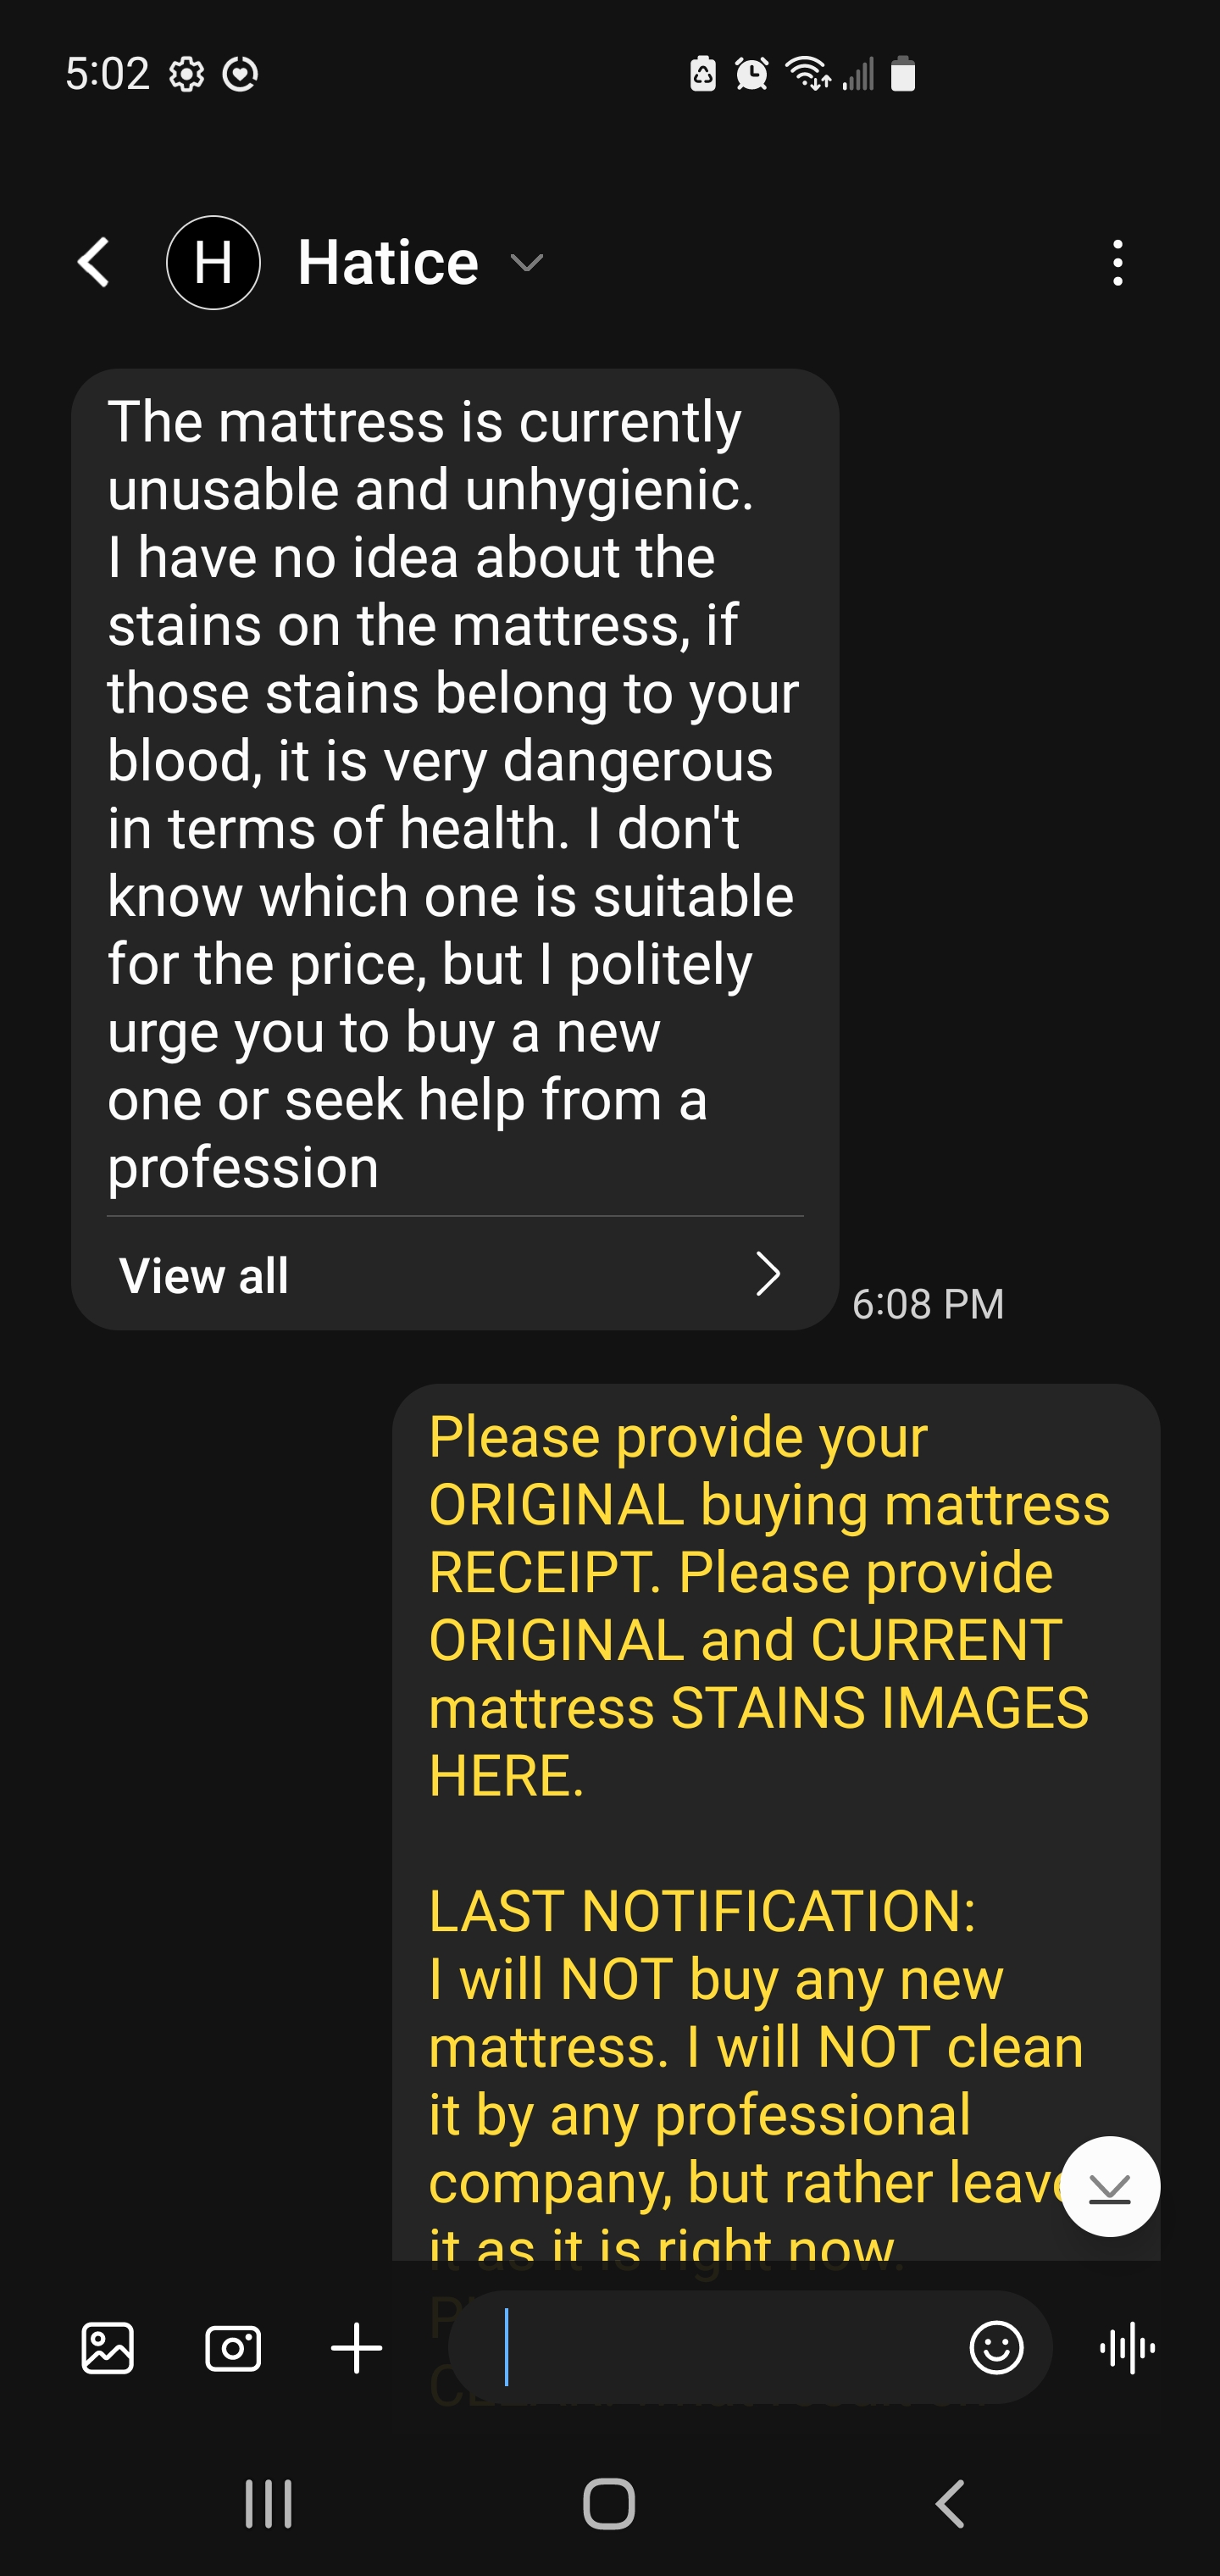 5:02
H Hatice
The mattress is currently
unusable and unhygienic.
I have no idea about the
stains on the mattress, if
those stains belong to your
blood, it is very dangerous
in terms of health. I don't
know which one is suitable
for the price, but I politely
urge you to buy a new
one or seek help from a
profession
View all
6:08 PM
Please provide your
ORIGINAL buying mattress
RECEIPT. Please provide
ORIGINAL and CURRENT
mattress STAINS IMAGES
HERE.
LAST NOTIFICATION:
I will NOT buy any new
mattress. I will NOT clean
it by any professional
company, but rather leave
it as it is right now.